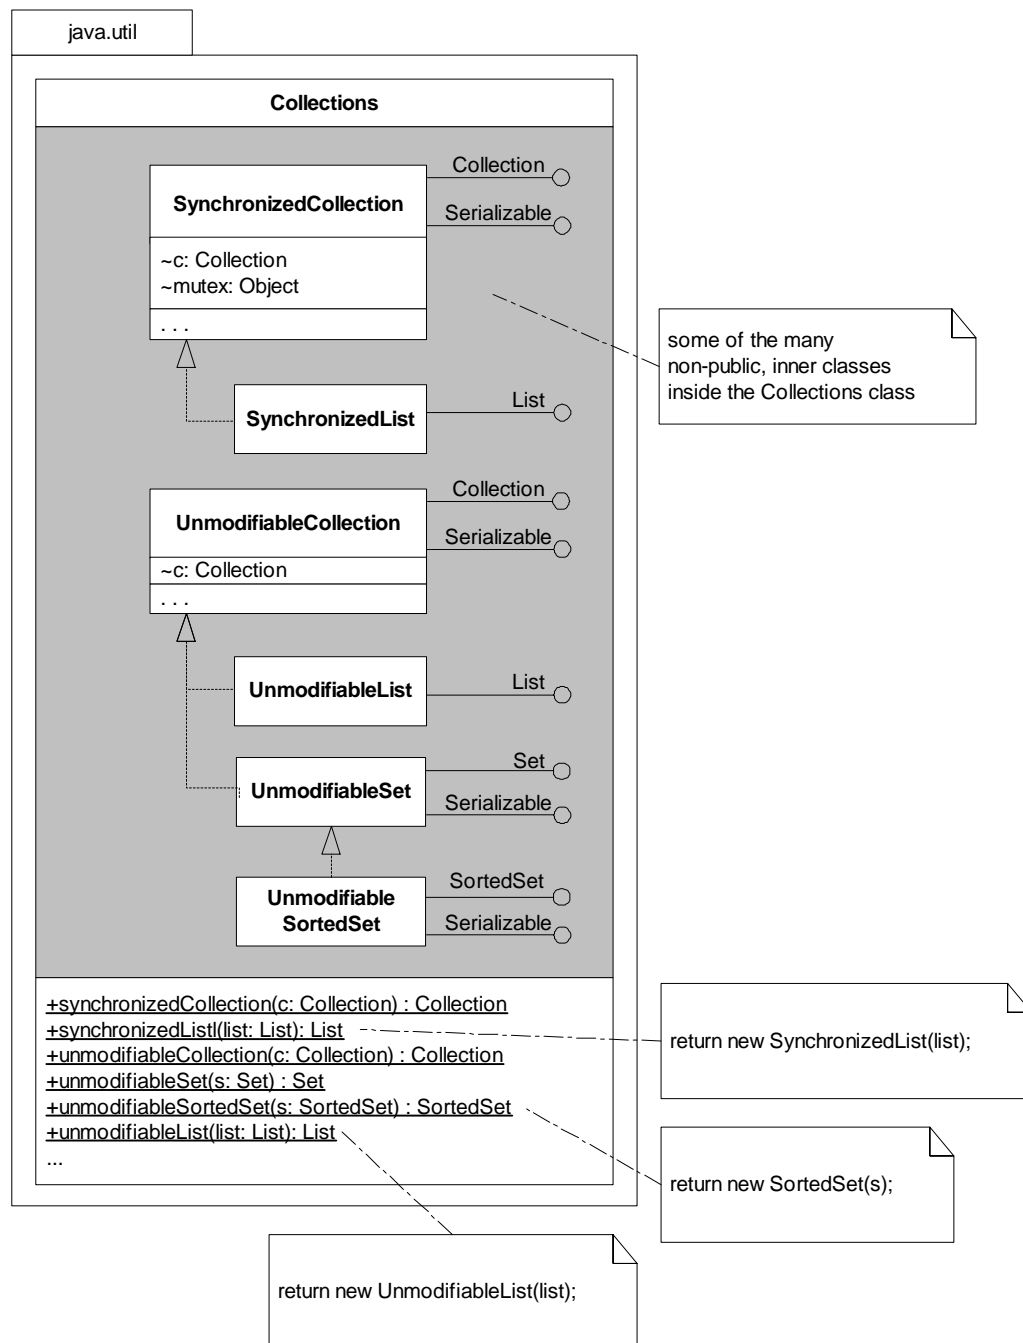 java.util
Collections
Collection
SynchronizedCollection
Serializable
~c: Collection
~mutex: Object
. . .
some of the many
non-public, inner classes
inside the Collections class
List
SynchronizedList
Collection
UnmodifiableCollection
Serializable
~c: Collection
. . .
List
UnmodifiableList
Set
UnmodifiableSet
Serializable
SortedSet
Unmodifiable
SortedSet
Serializable
+synchronizedCollection(c: Collection) : Collection
+synchronizedListl(list: List): List
+unmodifiableCollection(c: Collection) : Collection
+unmodifiableSet(s: Set) : Set
+unmodifiableSortedSet(s: SortedSet) : SortedSet
+unmodifiableList(list: List): List
...
return new SynchronizedList(list);
return new SortedSet(s);
return new UnmodifiableList(list);